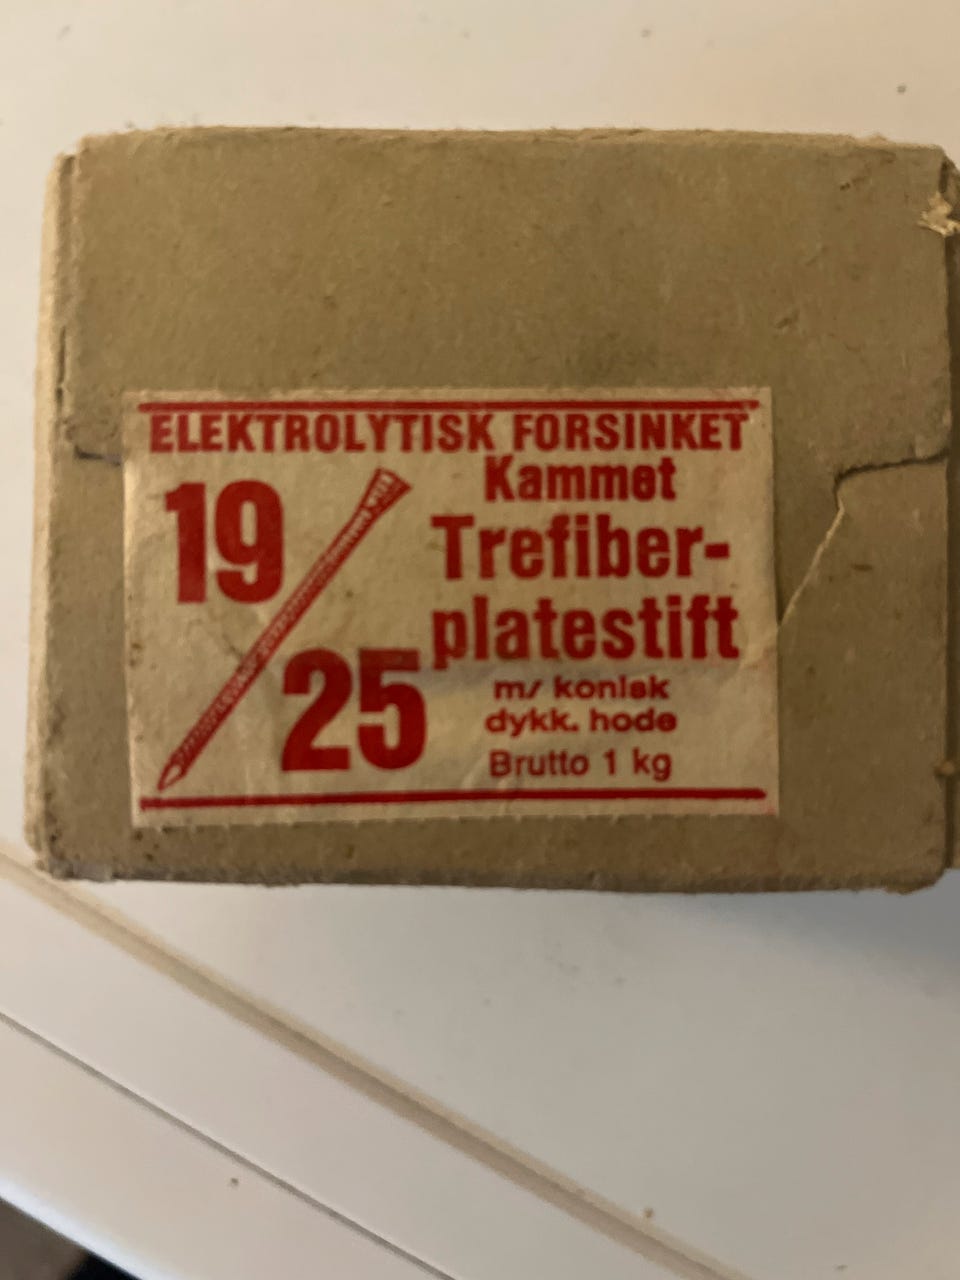 ELEKTROLYTISK FORSINKET
19/25
Kammet
Trefiber-
platestift
m/ konisk
dykk. hode
Brutto 1 kg